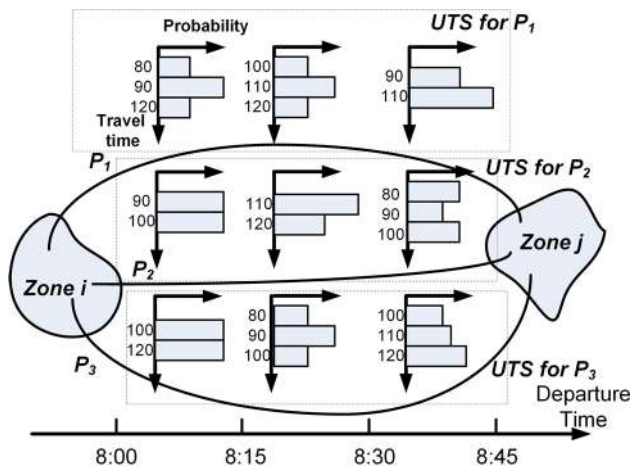 Probability
UTS for P1
80
90
120
100
110
120
90
110
Travel
time
P1
UTS for P2
90
100
110
120
80
90
100
P2
Zone i
Zone j
100
120
80
90
100
100
110
120
P3
UTS for P3
Departure
Time
8:00
8:15
8:30
8:45